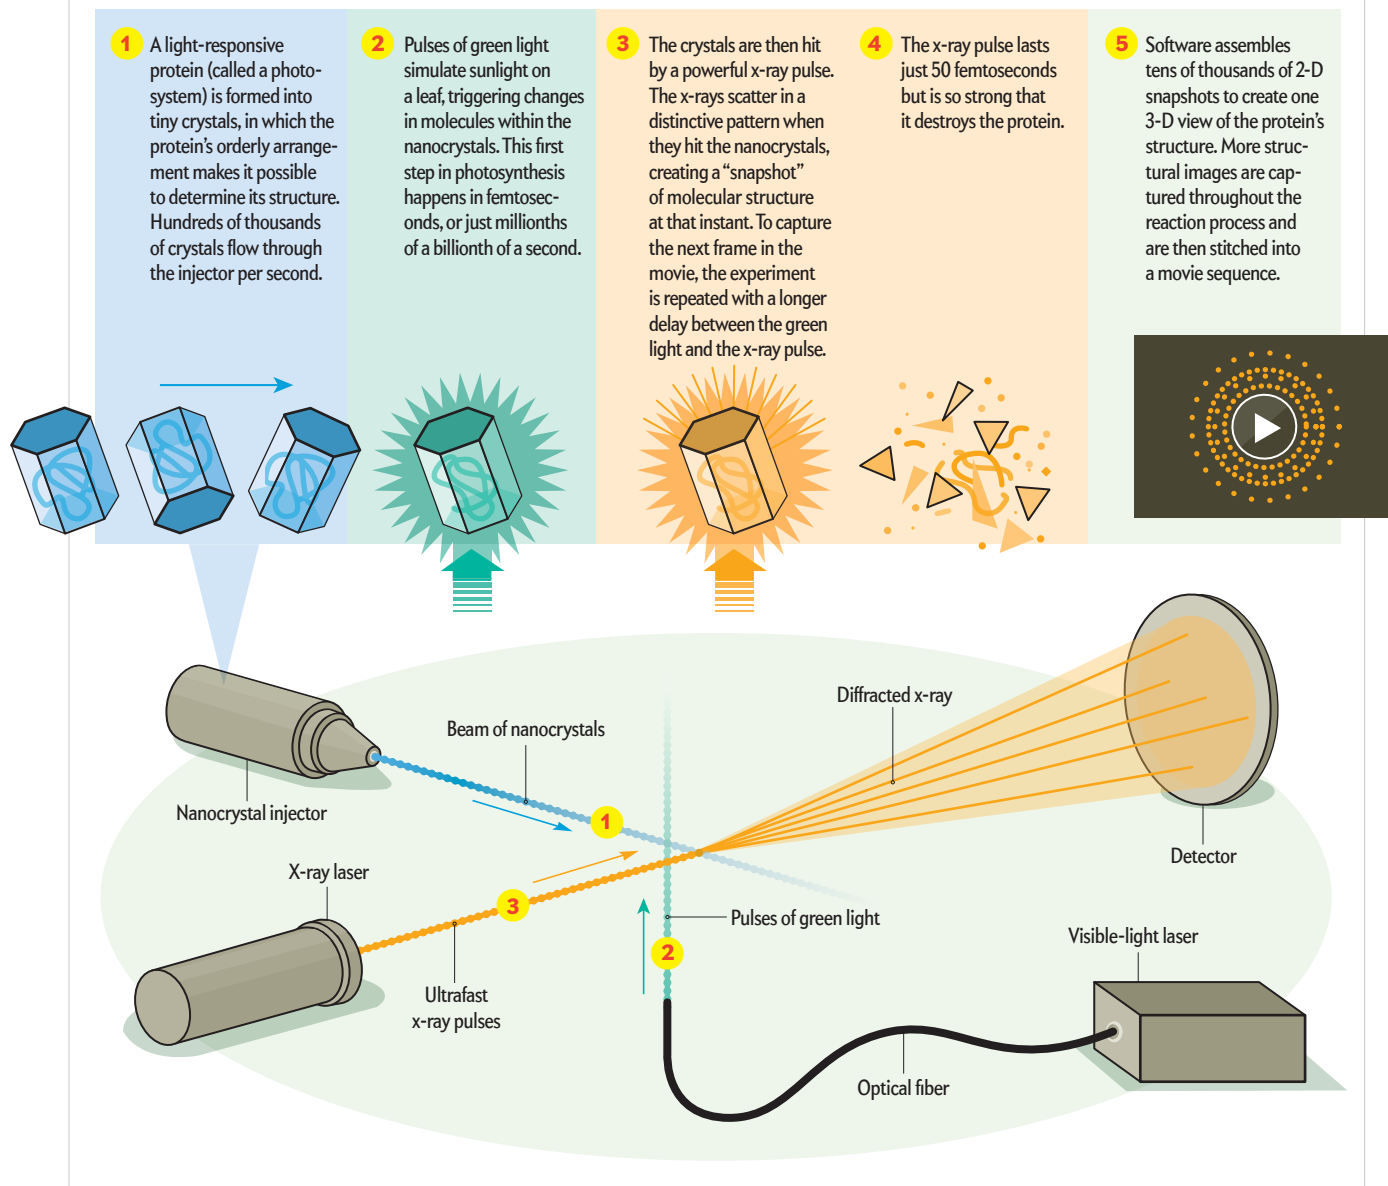 1 A light-responsive
protein (called a photo-
system) is formed into
tiny crystals, in which the
protein's orderly arrange-
ment makes it possible
to determine its structure.
Hundreds of thousands
of crystals flow through
the injector per second.
2 Pulses of green light
simulate sunlight on
a leaf, triggering changes
in molecules within the
nanocrystals. This first
step in photosynthesis
happens in femtosec-
onds, or just millionths
of a billionth of a second.
3 The crystals are then hit
by a powerful x-ray pulse.
The x-rays scatter in a
distinctive pattern when
they hit the nanocrystals,
creating a “snapshot”
of molecular structure
at that instant. To capture
the next frame in the
movie, the experiment
is repeated with a longer
delay between the green
light and the x-ray pulse.
4 The x-ray pulse lasts
just 50 femtoseconds
but is so strong that
it destroys the protein.
5 Software assembles
tens of thousands of 2-D
snapshots to create one
3-D view of the protein's
structure. More struc-
tural images are cap-
tured throughout the
reaction process and
are then stitched into
a movie sequence.
Diffracted x-ray
Beam of nanocrystals
Nanocrystal injector
1
Detector
X-ray laser
3
Pulses of green light
2
Visible-light laser
Ultrafast
x-ray pulses
Optical fiber